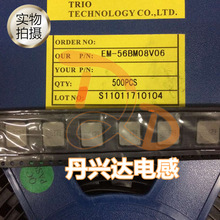 TRIO
TECHNOLOGY CO., LTD
实物
拍摄
ORDER NO:
OUR P/N: EM-56BM08V06
YOUR P/N:
QTY: 500PCS
LOT NO: S11011710104
丹兴达电感